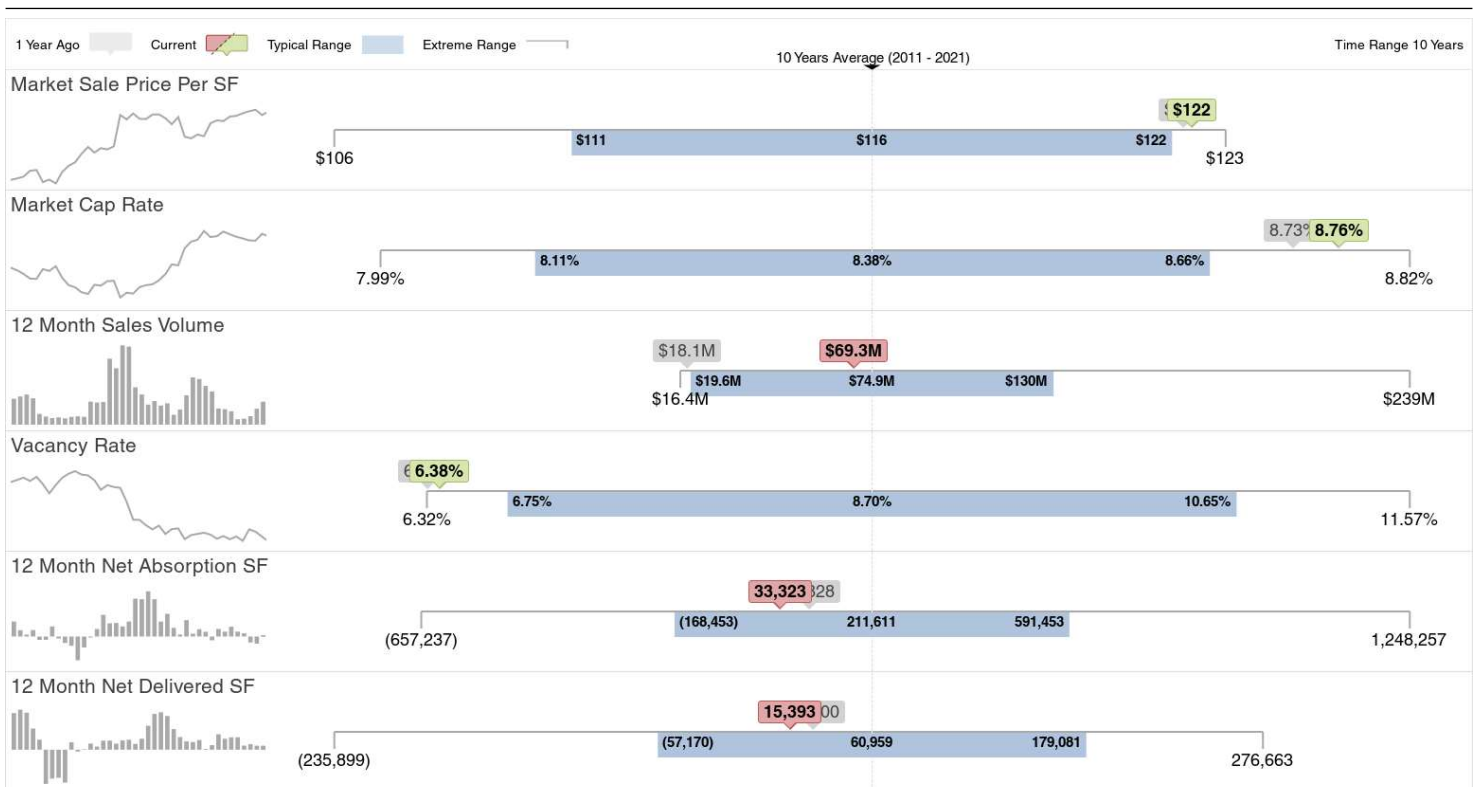 1 Year Ago Current Typical Range Extreme Range 10 Years Average (2011 - 2021) Time Range 10 Years
Market Sale Price Per SF
$122
$111 $116 $122
$106 $123
Market Cap Rate
8.73% 8.76%
8.11% 8.38% 8.66%
7.99% 8.82%
12 Month Sales Volume
$18.1M $69.3M
$19.6M $74.9M $130M
$16.4M $239M
Vacancy Rate
6.38%
6.75% 8.70% 10.65%
6.32% 11.57%
12 Month Net Absorption SF
33,323
(168,453) 211,611 591,453
(657,237) 1,248,257
12 Month Net Delivered SF
15,393
(57,170) 60,959 179,081
(235,899) 276,663